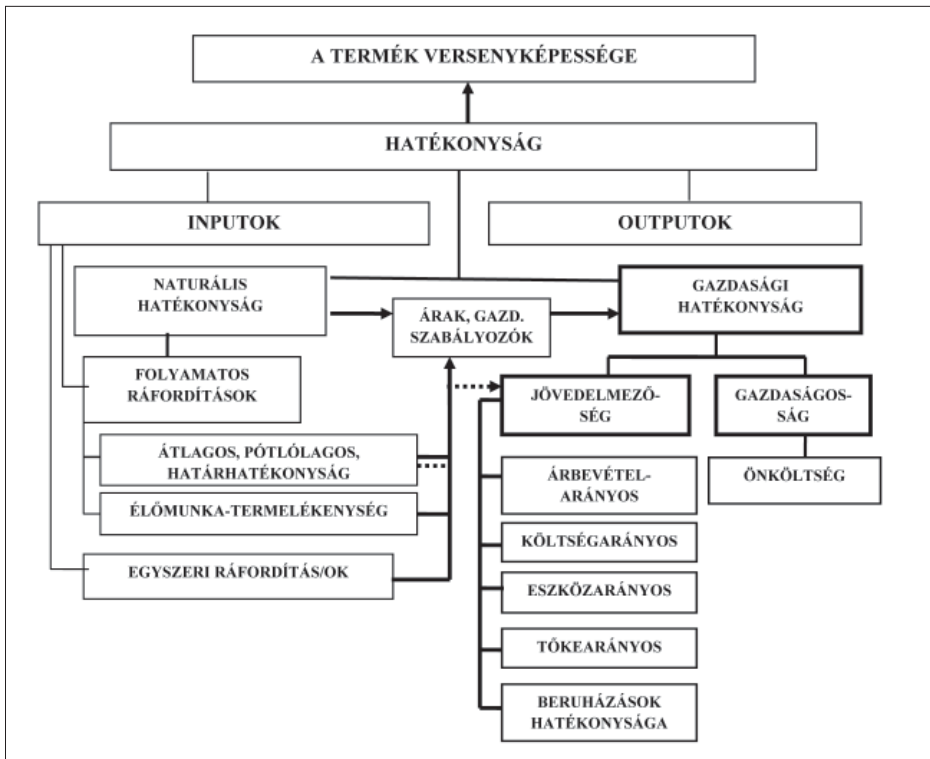 A TERMÉK VERSENYKÉPESSÉGE
HATÉKONYSÁG
INPUTOK
OUTPUTOK
NATURÁLIS
HATÉKONYSÁG
ÁRAK, GAZD.
SZABÁLYOZÓK
GAZDASÁGI
HATÉKONYSÁG
FOLYAMATOS
RÁFORDÍTÁSOK
JÖVEDELMEZŐ-
SÉG
GAZDASÁGOS-
SÁG
ÁTLAGOS, PÓTLÓLAGOS,
HATÁRHATÉKONYSÁG
ÁRBEVÉTEL-
ARÁNYOS
ÖNKÖLTSÉG
ÉLŐMUNKA-TERMELÉKENYSÉG
KÖLTSÉGARÁNYOS
EGYSZERI RÁFORDÍTÁS/OK
ESZKÖZARÁNYOS
TŐKEARÁNYOS
BERUHÁZÁSOK
HATÉKONYSÁGA